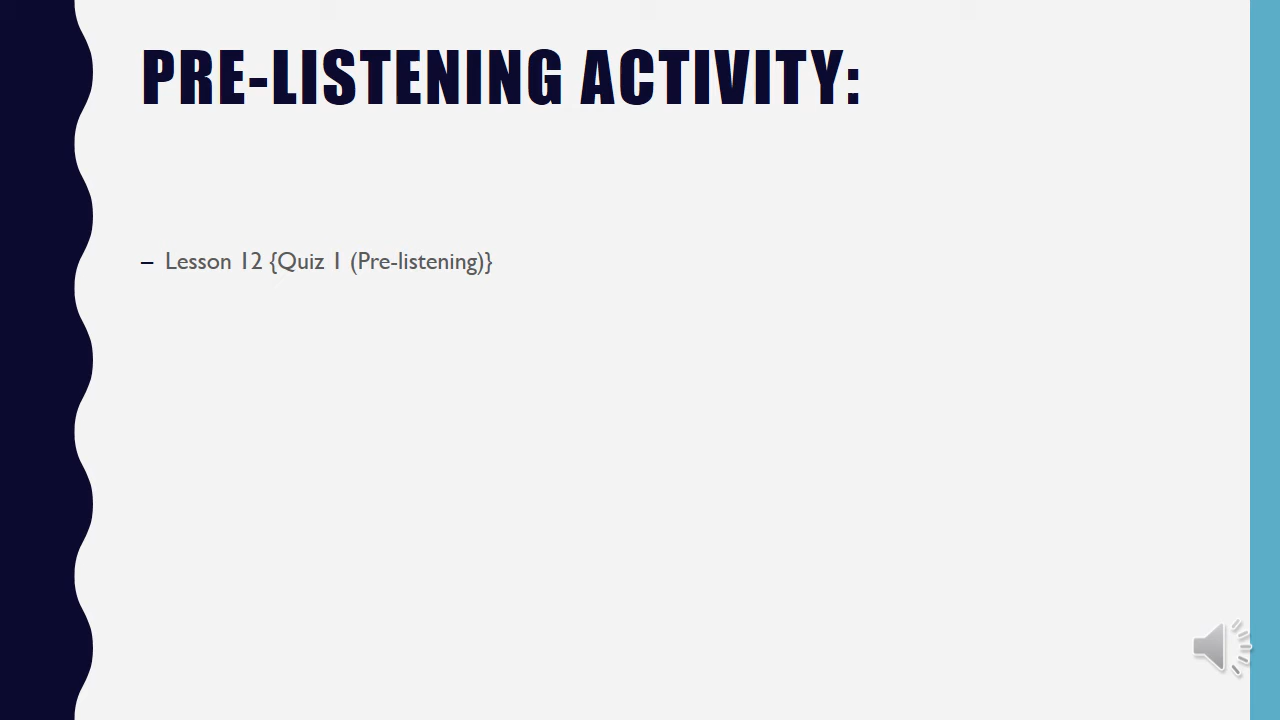 PRE-LISTENING ACTIVITY:
– Lesson 12 {Quiz 1 (Pre-listening)}